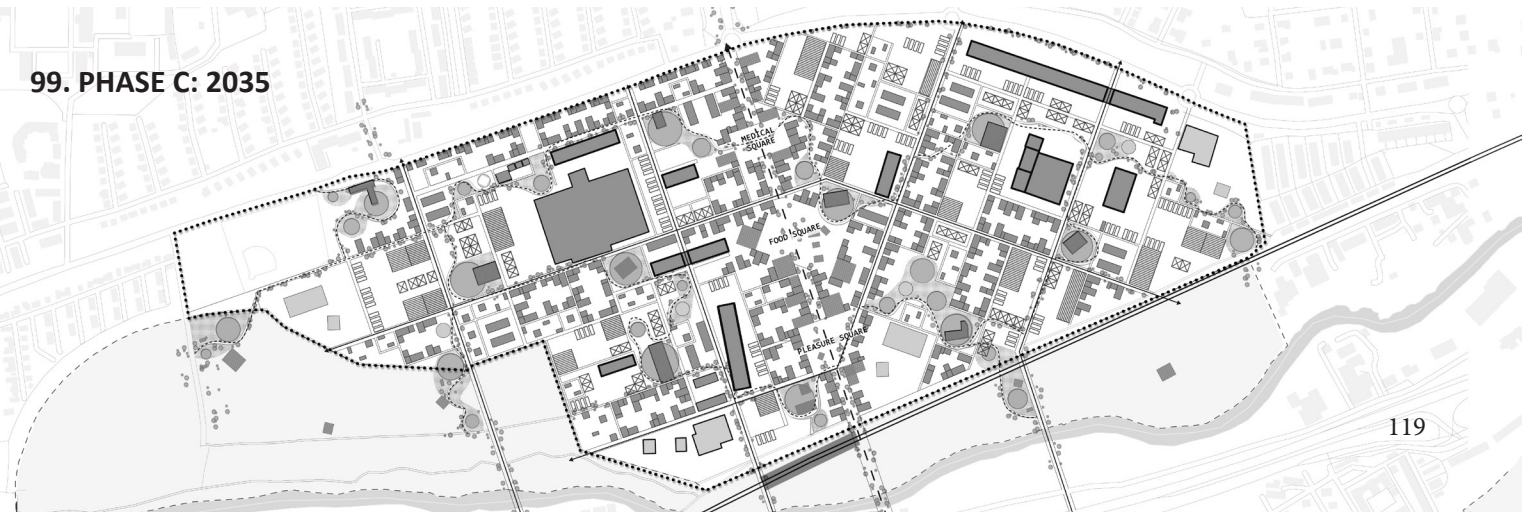 99. PHASE C: 2035
MEDICAL
SQUARE
FOOD SQUARE
PLEASURE SQUARE
119